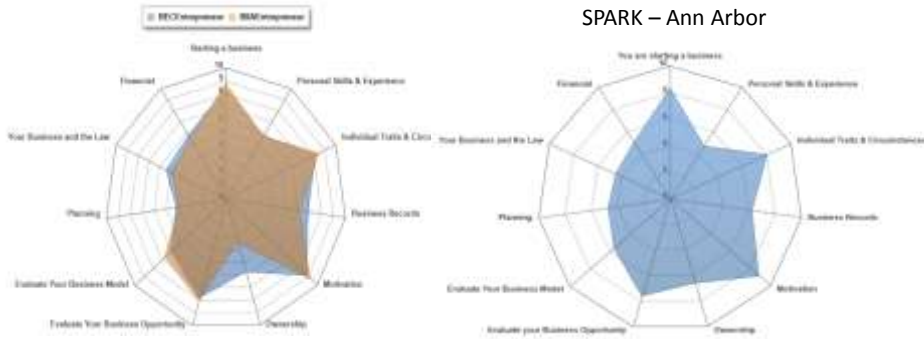 SPARK – Ann Arbor
Starting a business
Personal Skills & Experience
Individual Traits & Circu
Business Records
Motivation
Ownership
Evaluate Your Business Opportunity
Evaluate Your Business Model
Planning
Your Business and the Law
Financial
You are starting a business
Personal Skills & Experience
Individual Traits & Circumstances
Business Records
Motivation
Ownership
Evaluate your Business Opportunity
Evaluate Your Business Model
Planning
Your Business and the Law
Financial